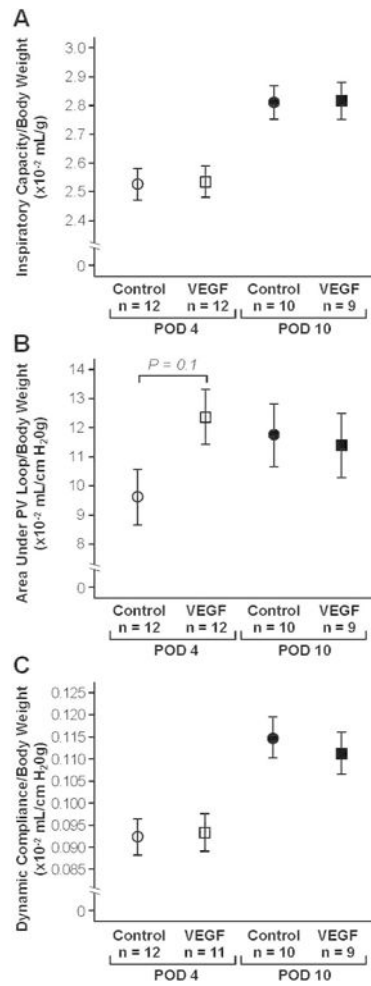 A
Inspiratory Capacity/Body Weight
(x10⁻² mL/g)
3.0
2.9
2.8
2.7
2.6
2.5
2.4
0
Control VEGF Control VEGF
n = 12 n = 12 n = 10 n = 9
POD 4 POD 10
B
Area Under PV Loop/Body Weight
(x10⁻² mL/cm H₂0g)
14
13
12
11
10
9
8
0
P = 0.1
Control VEGF Control VEGF
n = 12 n = 12 n = 10 n = 9
POD 4 POD 10
C
Dynamic Compliance/Body Weight
(x10⁻² mL/cm H₂0g)
0.125
0.120
0.115
0.110
0.105
0.100
0.095
0.090
0.085
0
Control VEGF Control VEGF
n = 12 n = 11 n = 10 n = 9
POD 4 POD 10